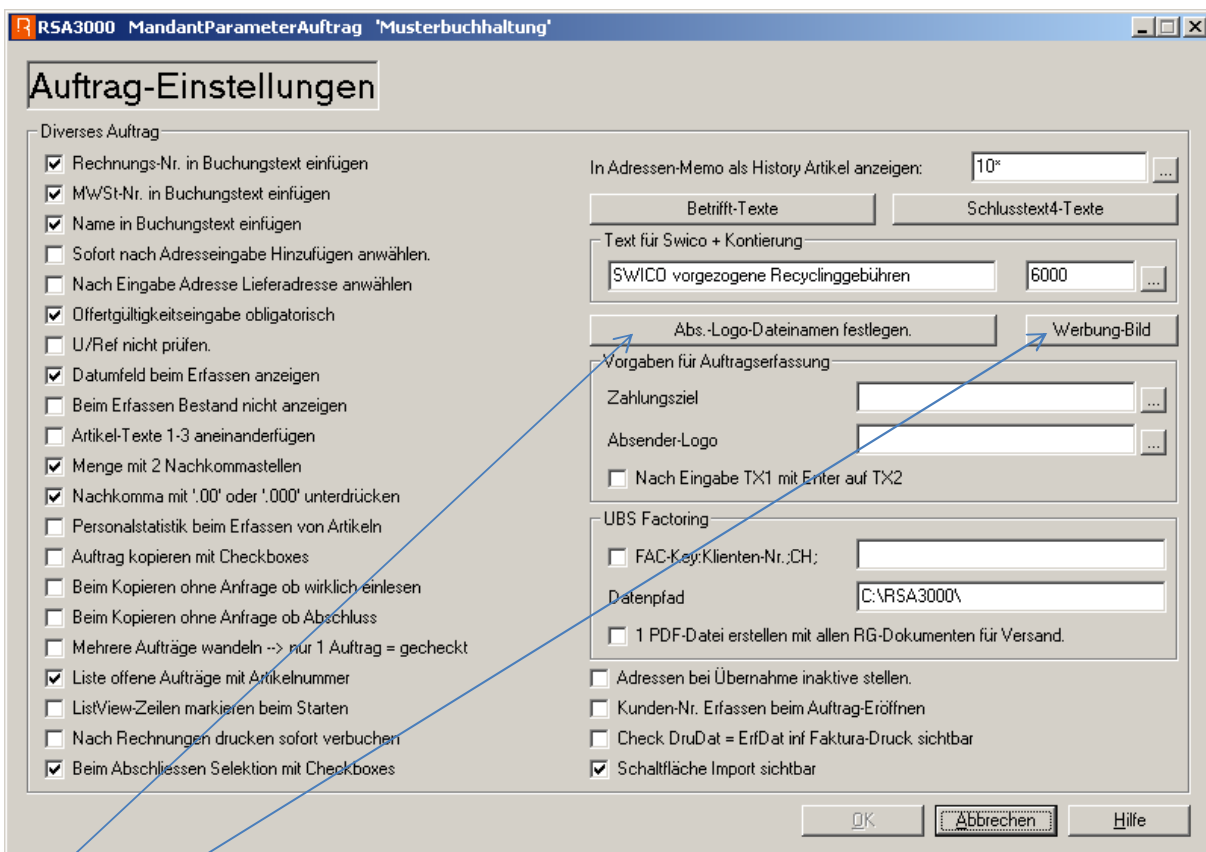 RSA3000 MandantParameterAuftrag 'Musterbuchhaltung'
Auftrag-Einstellungen
Diverses Auftrag
Rechnungs-Nr. in Buchungstext einfügen
MWSt-Nr. in Buchungstext einfügen
Name in Buchungstext einfügen
Sofort nach Adresseingabe Hinzufügen anwählen.
Nach Eingabe Adresse Lieferadresse anwählen
Offertgültigkeitseingabe obligatorisch
U/Ref nicht prüfen.
Datumfeld beim Erfassen anzeigen
Beim Erfassen Bestand nicht anzeigen
Artikel-Texte 1-3 aneinanderfügen
Menge mit 2 Nachkommastellen
Nachkomma mit '.00' oder '.000' unterdrücken
Personalstatistik beim Erfassen von Artikeln
Auftrag kopieren mit Checkboxes
Beim Kopieren ohne Anfrage ob wirklich einlesen
Beim Kopieren ohne Anfrage ob Abschluss
Mehrere Aufträge wandeln --> nur 1 Auftrag = gecheckt
Liste offene Aufträge mit Artikelnummer
ListView-Zeilen markieren beim Starten
Nach Rechnungen drucken sofort verbuchen
Beim Abschliessen Selektion mit Checkboxes
In Adressen-Memo als History Artikel anzeigen: 10* ...
Betrifft-Texte Schlusstext4-Texte
Text für Swico + Kontierung
SWICO vorgezogene Recyclinggebühren 6000 ...
Abs.-Logo-Dateinamen festlegen. Werbung-Bild
Vorgaben für Auftragserfassung
Zahlungsziel ...
Absender-Logo ...
Nach Eingabe TX1 mit Enter auf TX2
UBS Factoring
FAC-Key:Klienten-Nr.;CH;
Datenpfad C:\RSA3000\
1 PDF-Datei erstellen mit allen RG-Dokumenten für Versand.
Adressen bei Übernahme inaktive stellen.
Kunden-Nr. Erfassen beim Auftrag-Eröffnen
Check DruDat = ErfDat inf Faktura-Druck sichtbar
Schaltfläche Import sichtbar
OK Abbrechen Hilfe